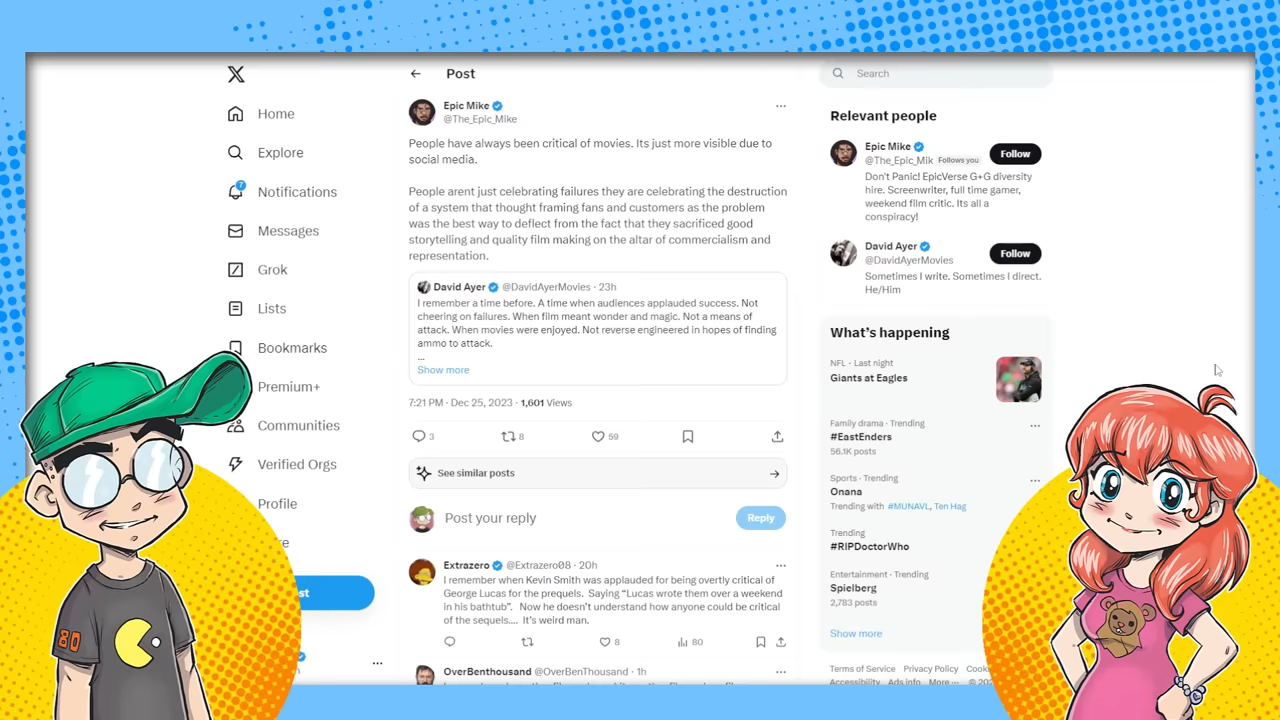 Post
Search
Home
Explore
7
Notifications
Messages
Grok
Lists
Bookmarks
Premium+
Communities
Verified Orgs
Profile
Epic Mike
@The_Epic_Mike
People have always been critical of movies. Its just more visible due to
social media.
People arent just celebrating failures they are celebrating the destruction
of a system that thought framing fans and customers as the problem
was the best way to deflect from the fact that they sacrificed good
storytelling and quality film making on the altar of commercialism and
representation.
David Ayer @DavidAyerMovies · 23h
I remember a time before. A time when audiences applauded success. Not
cheering on failures. When film meant wonder and magic. Not a means of
attack. When movies were enjoyed. Not reverse engineered in hopes of finding
ammo to attack.
...
Show more
7:21 PM · Dec 25, 2023 · 1,601 Views
3 8 59
See similar posts
Post your reply
Reply
Extrazero @Extrazero08 · 20h
I remember when Kevin Smith was applauded for being overtly critical of
George Lucas for the prequels. Saying “Lucas wrote them over a weekend
in his bathtub”. Now he doesn’t understand how anyone could be critical
of the sequels.... It’s weird man.
8 80
OverBenthousand @OverBenThousand · 1h
Relevant people
Epic Mike
@The_Epic_Mik Follows you
Follow
Don't Panic! EpicVerse G+G diversity
hire. Screenwriter, full time gamer,
weekend film critic. Its all a
conspiracy!
David Ayer
@DavidAyerMovies
Follow
Sometimes I write. Sometimes I direct.
He/Him
What’s happening
NFL · Last night
Giants at Eagles
Family drama · Trending
#EastEnders
56.1K posts
Sports · Trending
Onana
Trending with #MUNAVL, Ten Hag
Trending
#RIPDoctorWho
Entertainment · Trending
Spielberg
2,783 posts
Show more
Terms of Service Privacy Policy
Accessibility Ads info More ...
80